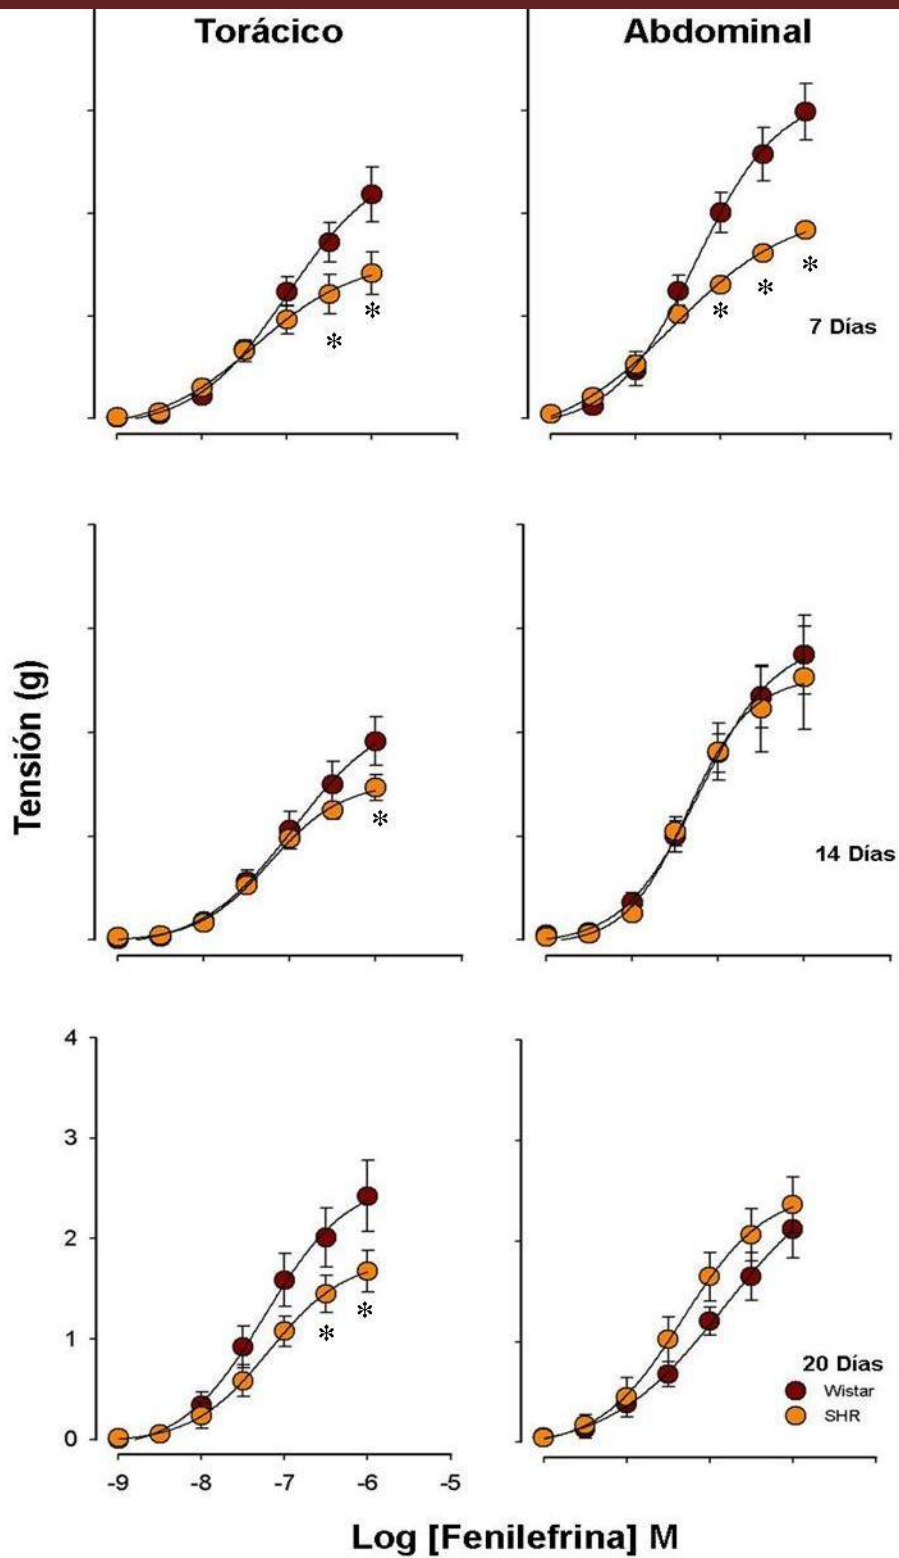 Torácico
Abdominal
*
*
*
*
*
7 Días
Tensión (g)
*
14 Días
4
3
2
1
0
*
*
20 Días
Wistar
SHR
-9 -8 -7 -6 -5
Log [Fenilefrina] M